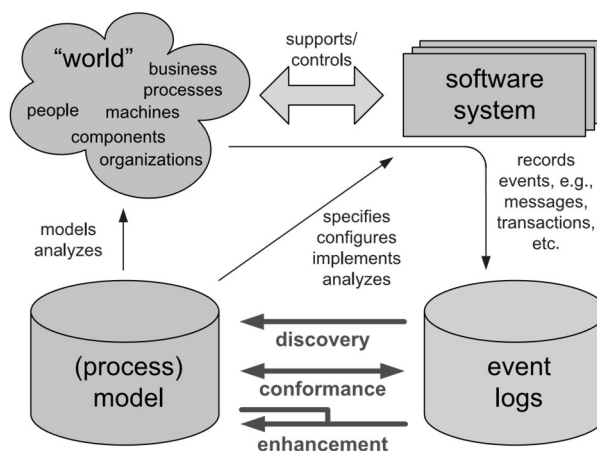 “world”
business
processes
people
machines
components
organizations
supports/
controls
software
system
records
events, e.g.,
messages,
transactions,
etc.
models
analyzes
specifies
configures
implements
analyzes
(process)
model
discovery
conformance
enhancement
event
logs